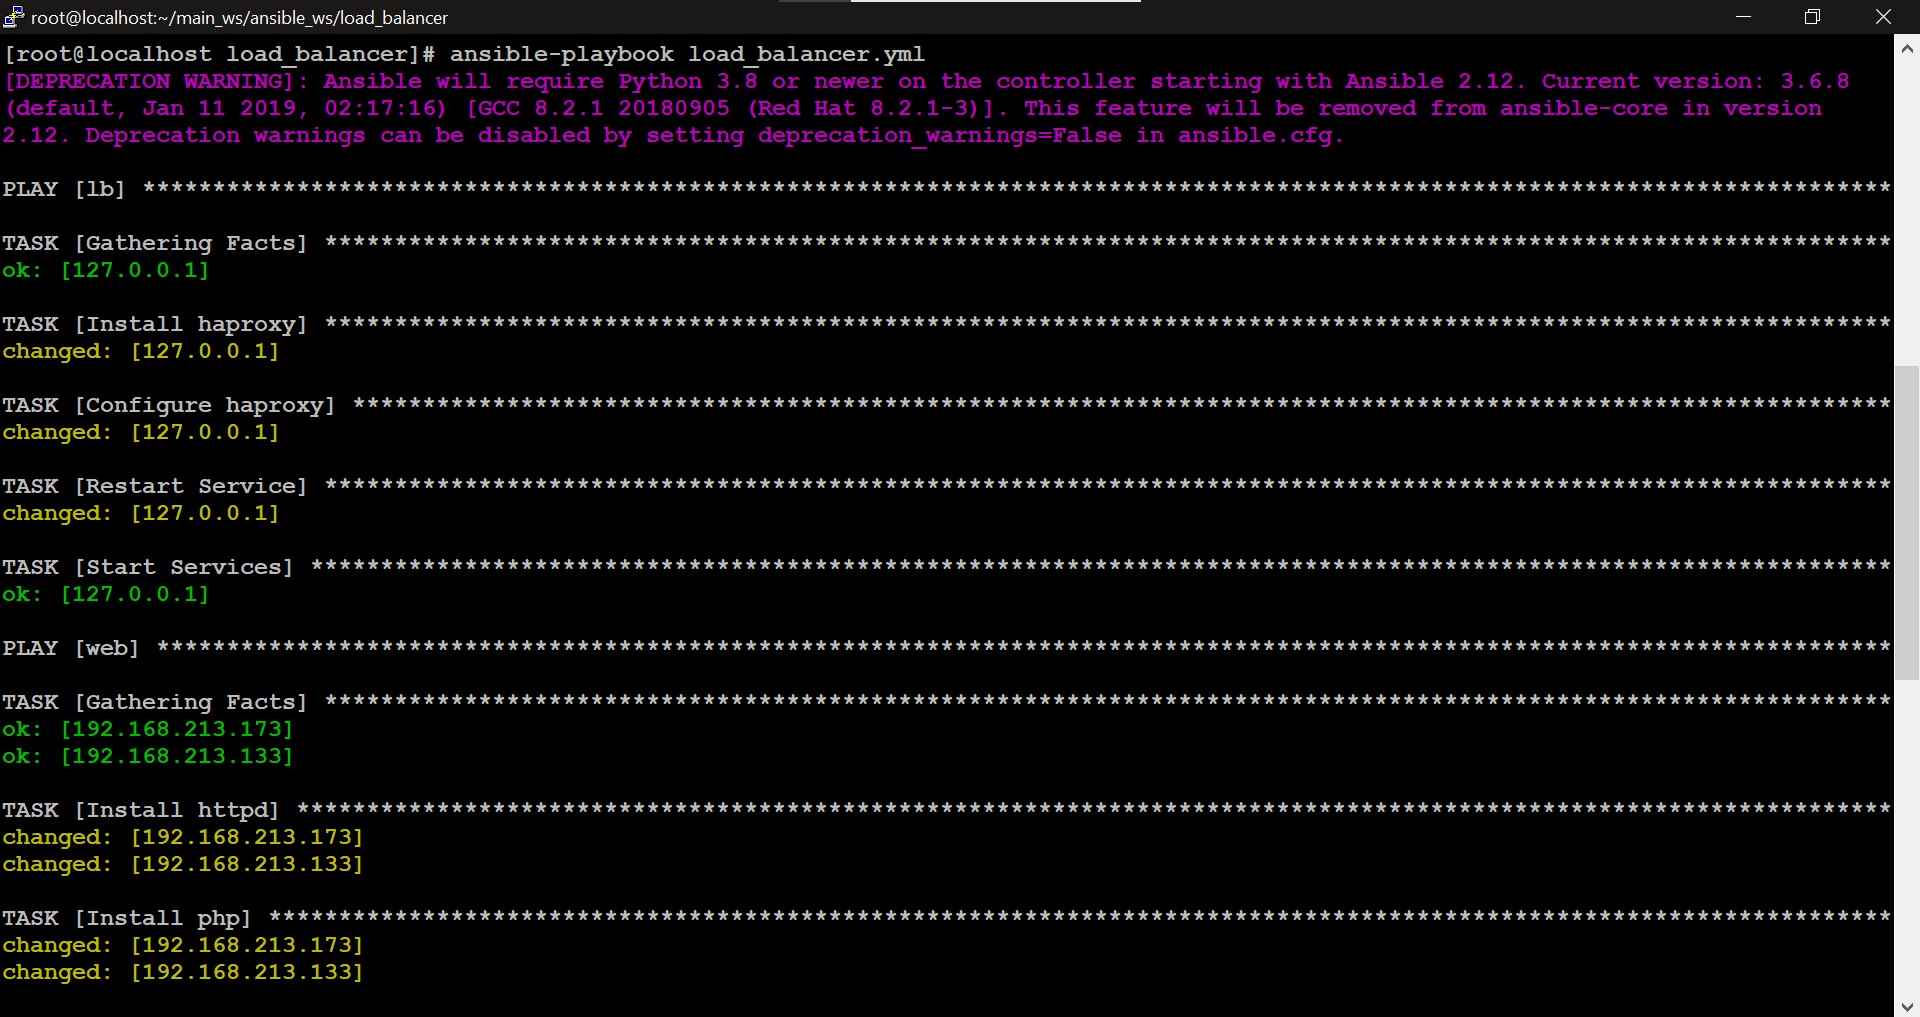 root@localhost:~/main_ws/ansible_ws/load_balancer
[root@localhost load_balancer]# ansible-playbook load_balancer.yml
[DEPRECATION WARNING]: Ansible will require Python 3.8 or newer on the controller starting with Ansible 2.12. Current version: 3.6.8
(default, Jan 11 2019, 02:17:16) [GCC 8.2.1 20180905 (Red Hat 8.2.1-3)]. This feature will be removed from ansible-core in version
2.12. Deprecation warnings can be disabled by setting deprecation_warnings=False in ansible.cfg.
PLAY [lb] *****************************************************************************************************************************
TASK [Gathering Facts] ****************************************************************************************************************
ok: [127.0.0.1]
TASK [Install haproxy] ****************************************************************************************************************
changed: [127.0.0.1]
TASK [Configure haproxy] **************************************************************************************************************
changed: [127.0.0.1]
TASK [Restart Service] ****************************************************************************************************************
changed: [127.0.0.1]
TASK [Start Services] *****************************************************************************************************************
ok: [127.0.0.1]
PLAY [web] ****************************************************************************************************************************
TASK [Gathering Facts] ****************************************************************************************************************
ok: [192.168.213.173]
ok: [192.168.213.133]
TASK [Install httpd] ******************************************************************************************************************
changed: [192.168.213.173]
changed: [192.168.213.133]
TASK [Install php] ********************************************************************************************************************
changed: [192.168.213.173]
changed: [192.168.213.133]